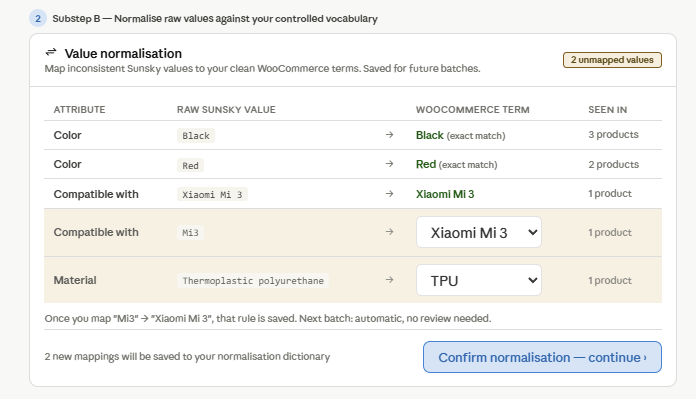 2 Substep B — Normalise raw values against your controlled vocabulary
⇌ Value normalisation
Map inconsistent Sunsky values to your clean WooCommerce terms. Saved for future batches.
2 unmapped values
ATTRIBUTE RAW SUNSKY VALUE WOOCOMMERCE TERM SEEN IN
Color Black → Black (exact match) 3 products
Color Red → Red (exact match) 2 products
Compatible with Xiaomi Mi 3 → Xiaomi Mi 3 1 product
Compatible with Mi3 → Xiaomi Mi 3 1 product
Material Thermoplastic polyurethane → TPU 1 product
Once you map "Mi3" → "Xiaomi Mi 3", that rule is saved. Next batch: automatic, no review needed.
2 new mappings will be saved to your normalisation dictionary
Confirm normalisation — continue ›